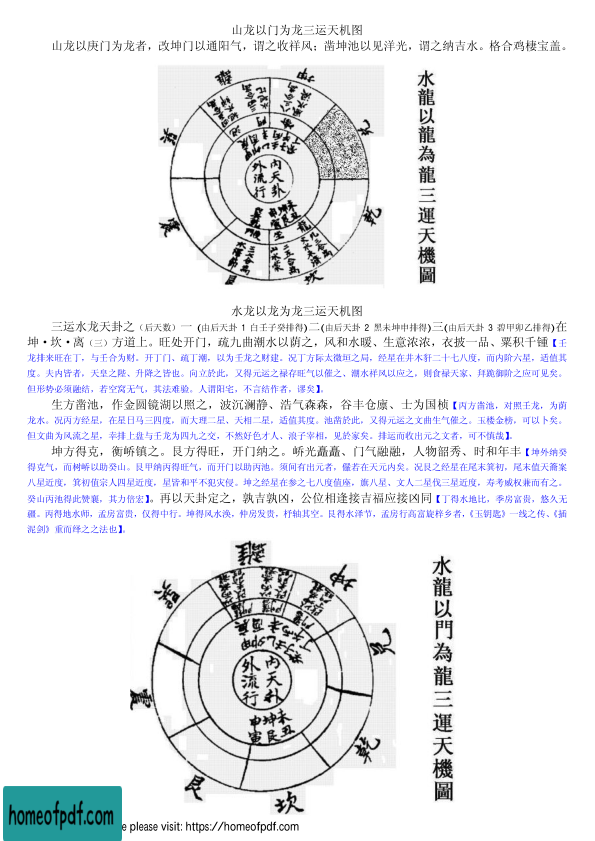 山龙以门为龙三运天机图
山龙以庚门为龙者，改坤门以通阳气，谓之收祥风；凿坤池以见洋光，谓之纳吉水。格合鸡棲宝盖。
水龍以龍為龍三運天機圖
離
坤
兌
乾
坎
内天卦
外流行
水龙以龙为龙三运天机图
三运水龙天卦之（后天数）一 (由后天卦 1 白壬子癸排得)二(由后天卦 2 黑未坤申排得)三(由后天卦 3 碧甲卯乙排得)在
坤·坎·离（三）方道上。旺处开门，疏九曲潮水以荫之，风和水暖、生意浓浓，衣披一品、粟积千锺【壬
龙排来旺在丁，与壬合为财。开丁门、疏丁潮，以为壬龙之财建。况丁方际太微垣之局，经星在井木豻二十七八度，而内阶六星，适值其
度。夫内皆者，天皇之陛、升降之皆也。向立於此，又得元运之禄存旺气以催之、潮水祥风以应之，则食禄天家、拜跪御阶之应可见矣。
但形势必须融结，若空窝无气，其法难验。人谓阳宅，不言结作者，谬矣】。
生方凿池，作金圆镜湖以照之，波沉澜静、浩气森森，谷丰仓廪、士为国桢【丙方凿池，对照壬龙，为荫
龙水。况丙方经星，在星日马三四度。而大理二星、天相二星，适值其度。池凿於此，又得元运之文曲生气催之。玉楼金榜，可以卜矣。
但文曲为风流之星，幸排上盘与壬龙为四九之交，不然好色才人、浪子宰相，见於家矣。排运而收出元之文者，可不慎哉】.
坤方得克，衡峤镇之。艮方得旺，开门纳之。峤光矗矗、门气融融，人物韶秀、时和年丰【坤外纳癸
得克气，而树峤以助癸山。艮甲纳丙得旺气，而开门以助丙池。须伺有出元者，僵若在天元内矣。况艮之经星在尾末箕初，尾末值天籥案
八星近度，箕初值宗人四星近度，星皆和平不犯灾侵。坤之经星在参之七八度值座，旗八星、文人二星伐三星近度，寿考威权兼而有之。
癸山丙池得此赞襄，其力倍宏】。再以天卦定之，孰吉孰凶，公位相逢接吉福应接凶同【丁得水地比，季房富贵，悠久无
疆。丙得地水师，孟房富贵，仅得中行。坤得风水涣，仲房发贵，杼轴其空。艮得水泽节，孟房行高富旋梓乡者，《玉钥匙》一线之传、《插
泥剑》重而绎之之法也】.
水龍以門為龍三運天機圖
離
坤
兌
乾
坎
艮
震
内天卦
外流行
homeofpdf.com
e please visit: https://homeofpdf.com